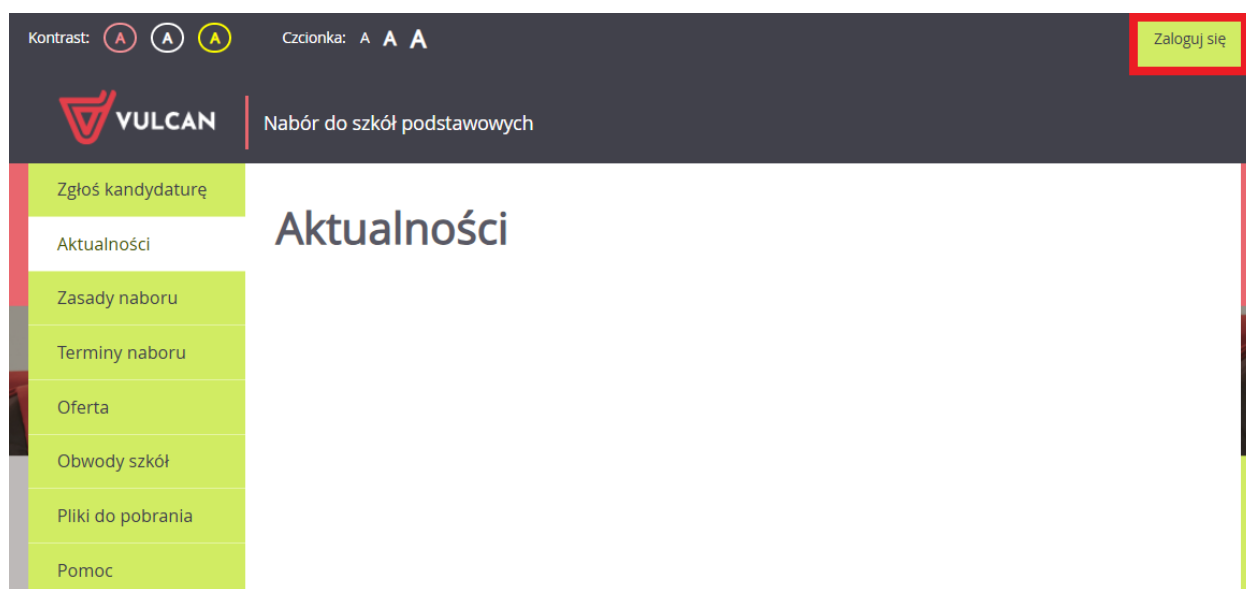 Kontrast: A A A Czcionka: A A A Zaloguj się
VULCAN Nabór do szkół podstawowych
Zgłoś kandydaturę
Aktualności
Aktualności
Zasady naboru
Terminy naboru
Oferta
Obwody szkół
Pliki do pobrania
Pomoc